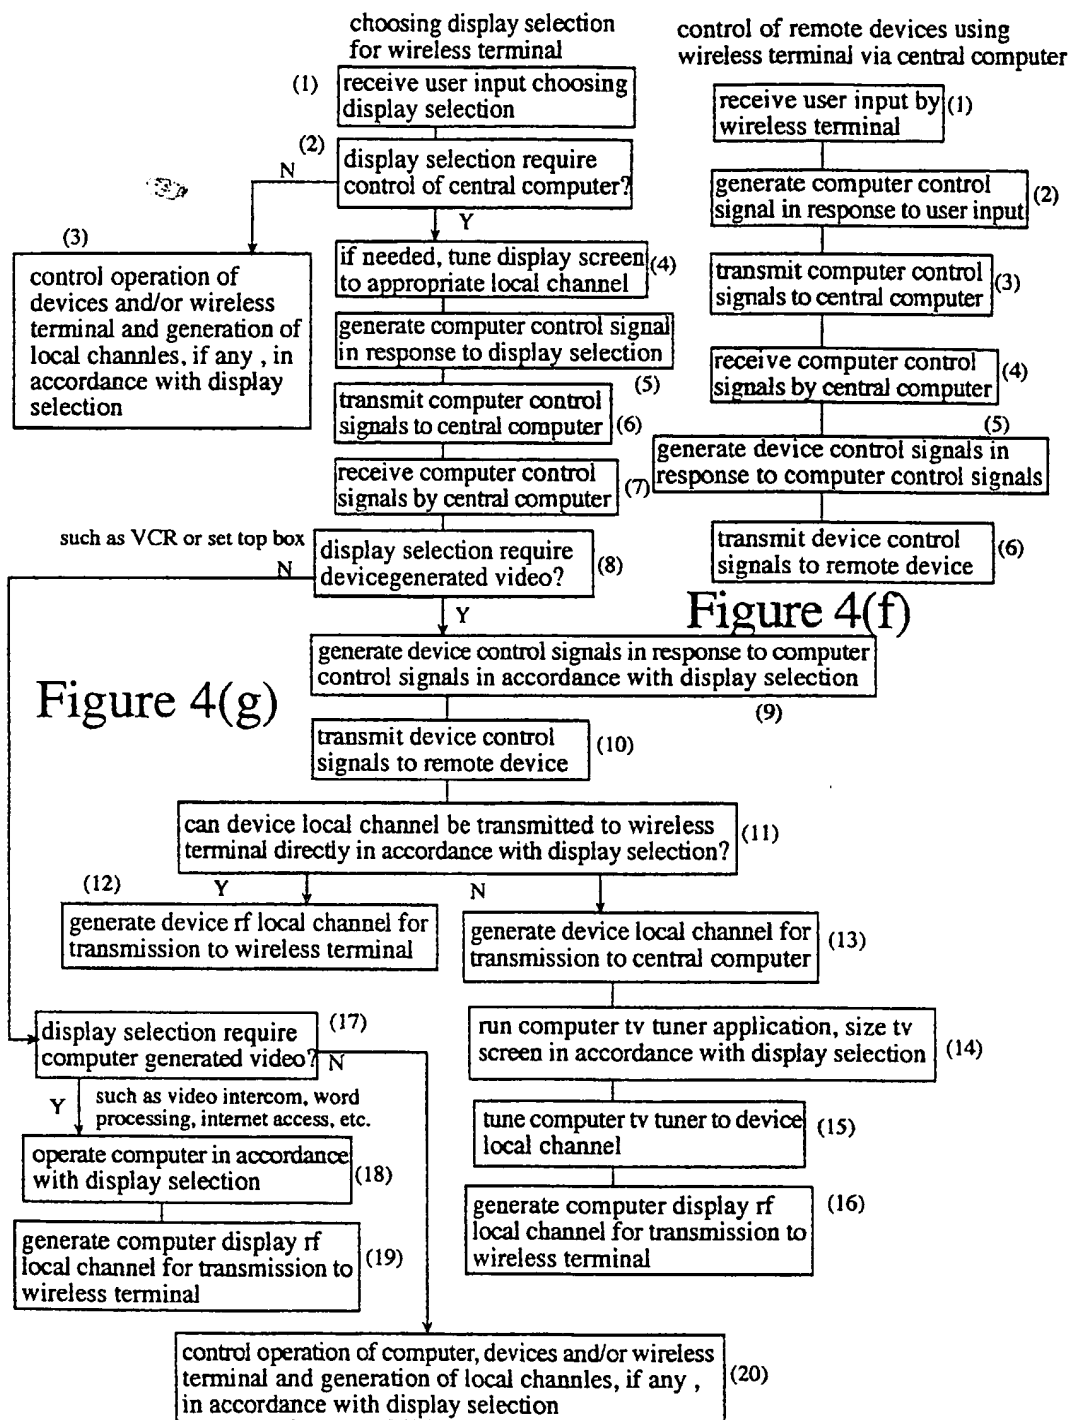 choosing display selection
for wireless terminal
(1)
receive user input choosing
display selection
(2)
display selection require
control of central computer?
N
Y
(3)
control operation of
devices and/or wireless
terminal and generation of
local channles, if any , in
accordance with display
selection
if needed, tune display screen
to appropriate local channel
(4)
generate computer control signal
in response to display selection
(5)
transmit computer control
signals to central computer
(6)
receive computer control
signals by central computer
(7)
such as VCR or set top box
display selection require
devicegenerated video?
(8)
N
Y
generate device control signals in response to computer
control signals in accordance with display selection
(9)
Figure 4(g)
transmit device control
signals to remote device
(10)
can device local channel be transmitted to wireless
terminal directly in accordance with display selection?
(11)
Y
N
(12)
generate device rf local channel for
transmission to wireless terminal
generate device local channel for
transmission to central computer
(13)
run computer tv tuner application, size tv
screen in accordance with display selection
(14)
tune computer tv tuner to device
local channel
(15)
generate computer display rf
local channel for transmission to
wireless terminal
(16)
display selection require
computer generated video?
(17)
N
Y
such as video intercom, word
processing, internet access, etc.
operate computer in accordance
with display selection
(18)
generate computer display rf
local channel for transmission to
wireless terminal
(19)
control operation of computer, devices and/or wireless
terminal and generation of local channles, if any ,
in accordance with display selection
(20)
control of remote devices using
wireless terminal via central computer
receive user input by
wireless terminal
(1)
generate computer control
signal in response to user input
(2)
transmit computer control
signals to central computer
(3)
receive computer control
signals by central computer
(4)
(5)
generate device control signals in
response to computer control signals
transmit device control
signals to remote device
(6)
Figure 4(f)